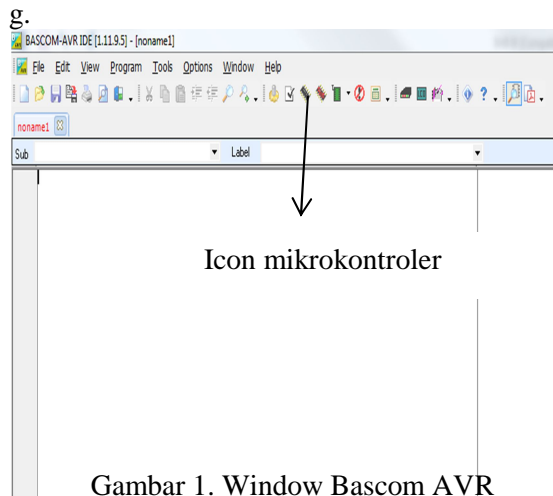 g.
BASCOM-AVR IDE [1.11.9.5] - [noname1]
File Edit View Program Tools Options Window Help
noname1
Sub Label
Icon mikrokontroler
Gambar 1. Window Bascom AVR